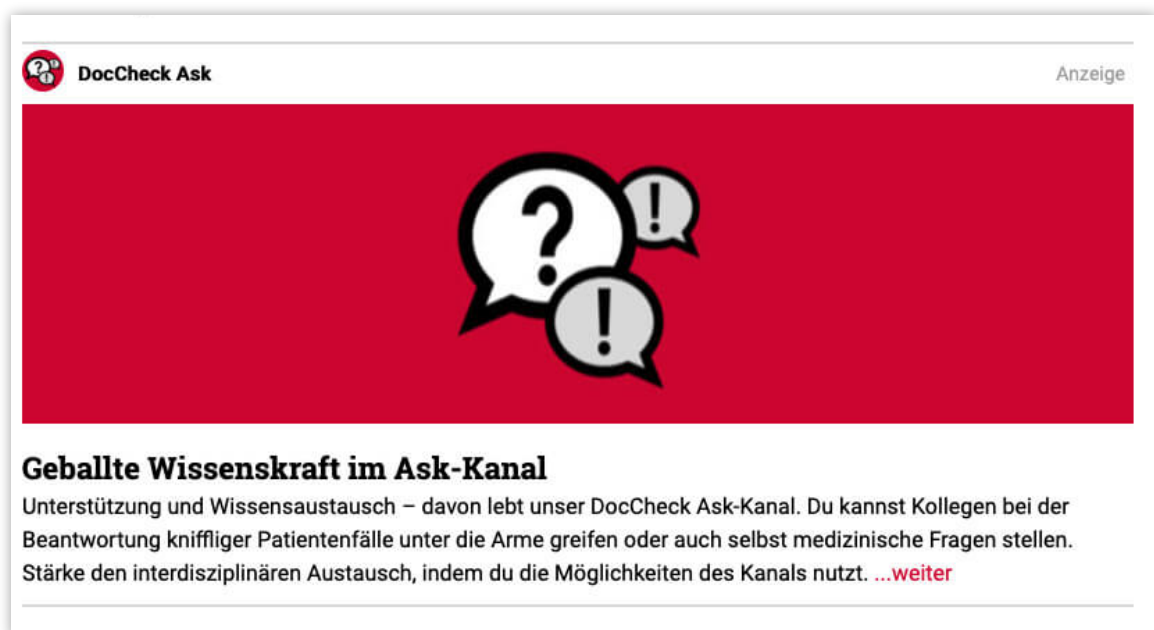 DocCheck Ask
Anzeige
Geballte Wissenskraft im Ask-Kanal
Unterstützung und Wissensaustausch – davon lebt unser DocCheck Ask-Kanal. Du kannst Kollegen bei der
Beantwortung kniffliger Patientenfälle unter die Arme greifen oder auch selbst medizinische Fragen stellen.
Stärke den interdisziplinären Austausch, indem du die Möglichkeiten des Kanals nutzt. ...weiter